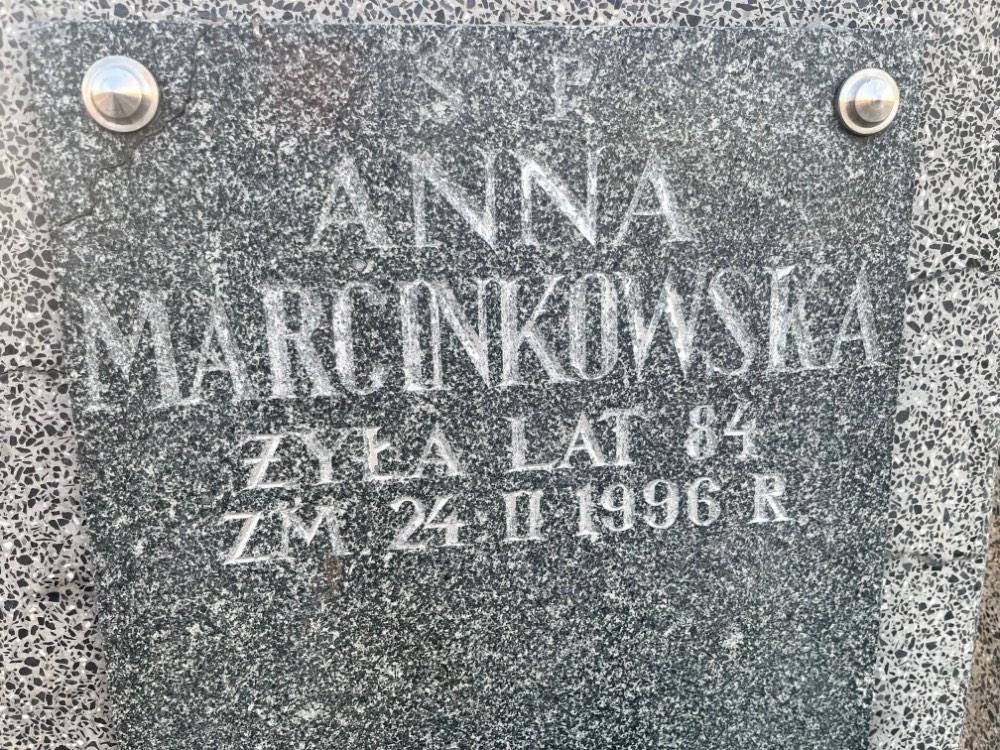 Ś P
ANNA
MARCINKOWSKA
ŻYŁA LAT 84
ZM. 24 II 1996 R